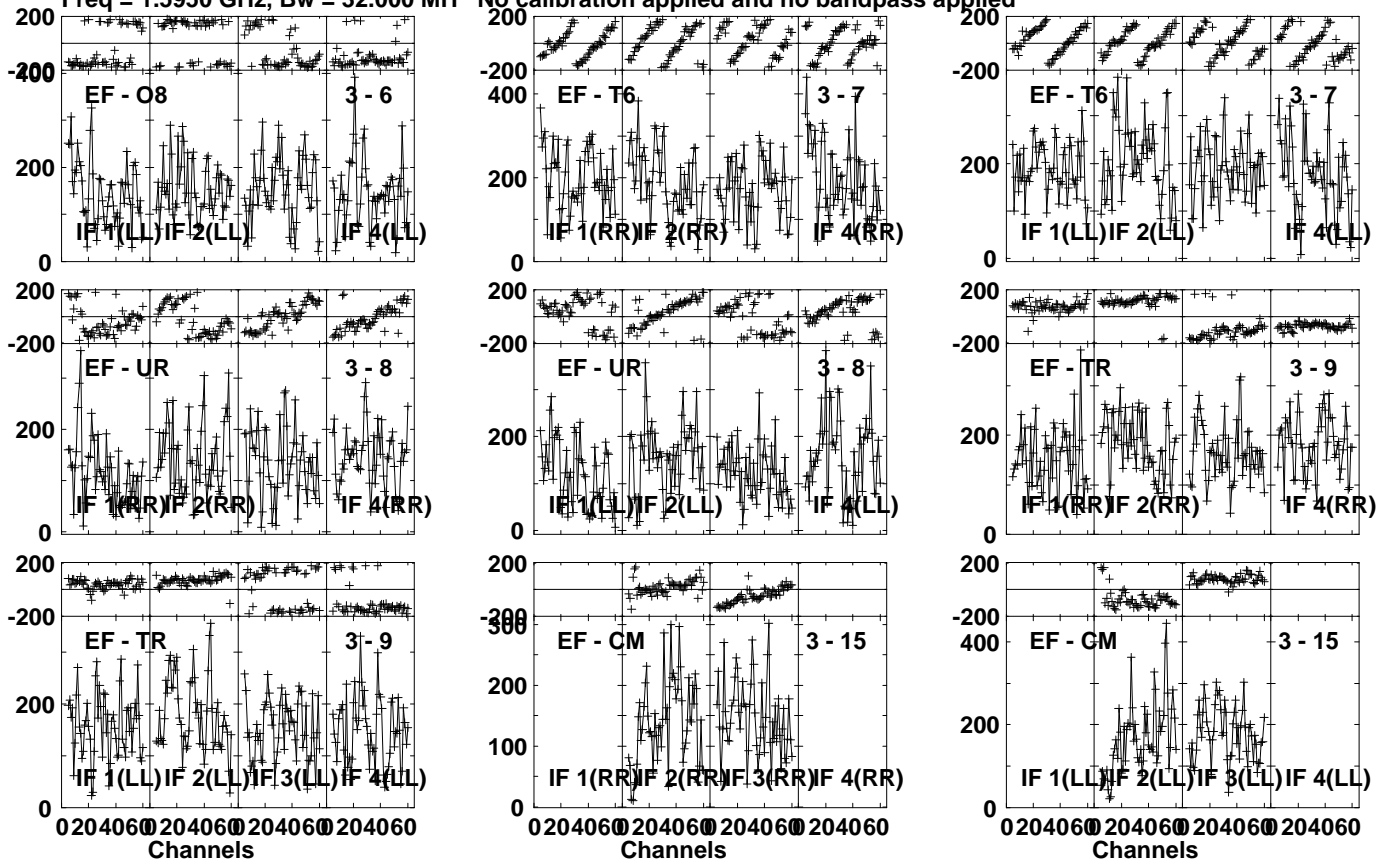 Freq = 1.5950 GHz, Bw = 32.000 MH No calibration applied and no bandpass applied
200
-200
400
EF - O8 3 - 6
200
IF 1(LL) IF 2(LL) IF 4(LL)
0
200
-200
400
EF - T6 3 - 7
200
IF 1(RR) IF 2(RR) IF 4(RR)
0
200
-200
EF - T6 3 - 7
200
IF 1(LL) IF 2(LL) IF 4(LL)
0
200
-200
EF - UR 3 - 8
200
IF 1(RR) IF 2(RR) IF 4(RR)
0
200
-200
EF - UR 3 - 8
200
IF 1(LL) IF 2(LL) IF 4(LL)
0
200
-200
EF - TR 3 - 9
200
IF 1(RR) IF 2(RR) IF 4(RR)
0
200
-200
EF - TR 3 - 9
200
IF 1(LL) IF 2(LL) IF 3(LL) IF 4(LL)
0
0 20 40 60 0 20 40 60 0 20 40 60 0 20 40 60
Channels
200
-200
300
EF - CM 3 - 15
200
100
IF 1(RR) IF 2(RR) IF 3(RR) IF 4(RR)
0
0 20 40 60 0 20 40 60 0 20 40 60 0 20 40 60
Channels
200
-200
400
EF - CM 3 - 15
200
IF 1(LL) IF 2(LL) IF 3(LL) IF 4(LL)
0
0 20 40 60 0 20 40 60 0 20 40 60 0 20 40 60
Channels